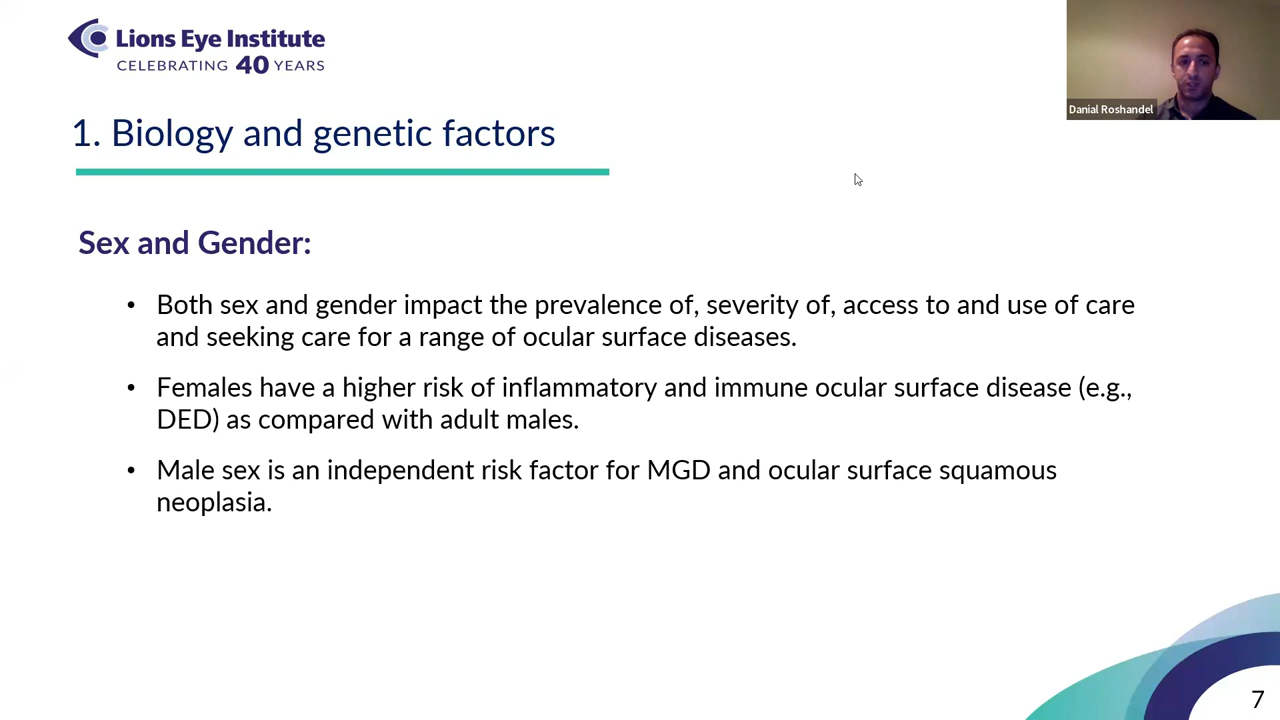 Lions Eye Institute
CELEBRATING 40 YEARS
Danial Roshandel
1. Biology and genetic factors
Sex and Gender:
• Both sex and gender impact the prevalence of, severity of, access to and use of care
and seeking care for a range of ocular surface diseases.
• Females have a higher risk of inflammatory and immune ocular surface disease (e.g.,
DED) as compared with adult males.
• Male sex is an independent risk factor for MGD and ocular surface squamous
neoplasia.
7